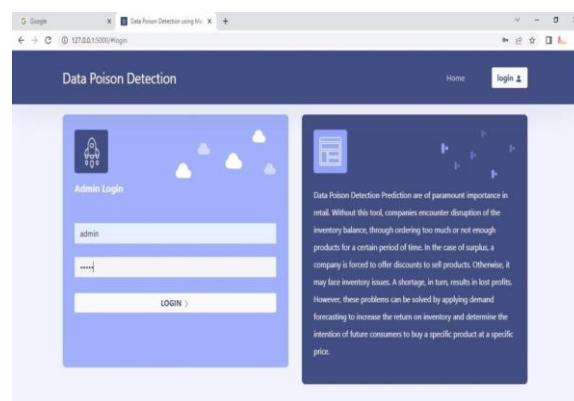 Google
Data Poison Detection using Ma
127.0.0.1:5000/#login
Data Poison Detection
Home
login
Admin Login
admin
•••••
LOGIN >
Data Poison Detection Prediction are of paramount importance in
retail. Without this tool, companies encounter disruption of the
inventory balance, through ordering too much or not enough
products for a certain period of time. In the case of surplus, a
company is forced to offer discounts to sell products. Otherwise, it
may face inventory issues. A shortage, in turn, results in lost profits.
However, these problems can be solved by applying demand
forecasting to increase the return on inventory and determine the
intention of future consumers to buy a specific product at a specific
price.